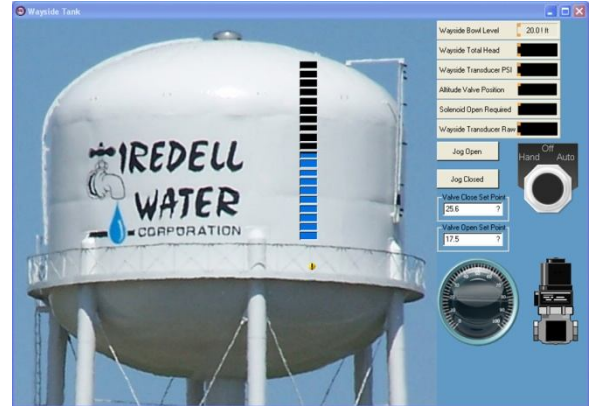 Wayside Tank
IREDELL
WATER
CORPORATION
Wayside Bowl Level 20.01 ft
Wayside Total Head
Wayside Transducer PSI
Altitude Valve Position
Solenoid Open Required
Wayside Transducer Raw
Jog Open
Off
Hand Auto
Jog Closed
Valve Close Set Point
25.6 ?
Valve Open Set Point
17.5 ?